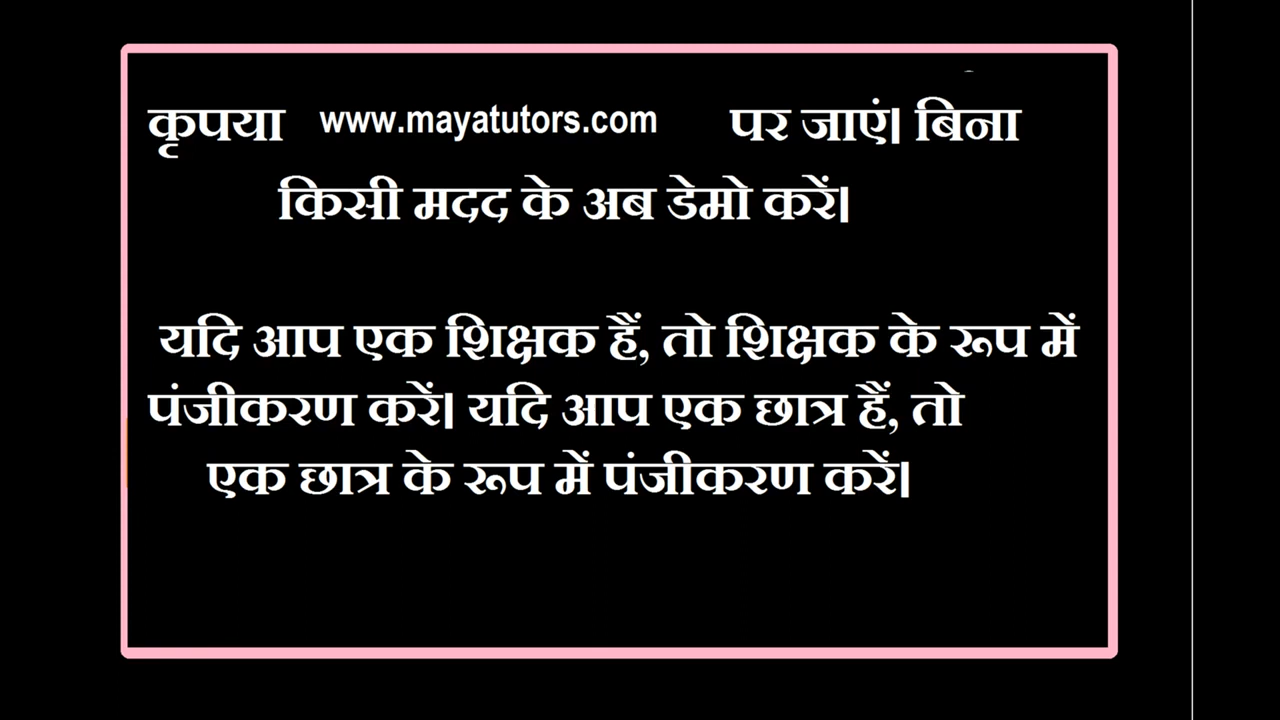 कृपया www.mayatutors.com पर जाएं। बिना
किसी मदद के अब डेमो करें।
यदि आप एक शिक्षक हैं, तो शिक्षक के रूप में
पंजीकरण करें। यदि आप एक छात्र हैं, तो
एक छात्र के रूप में पंजीकरण करें।